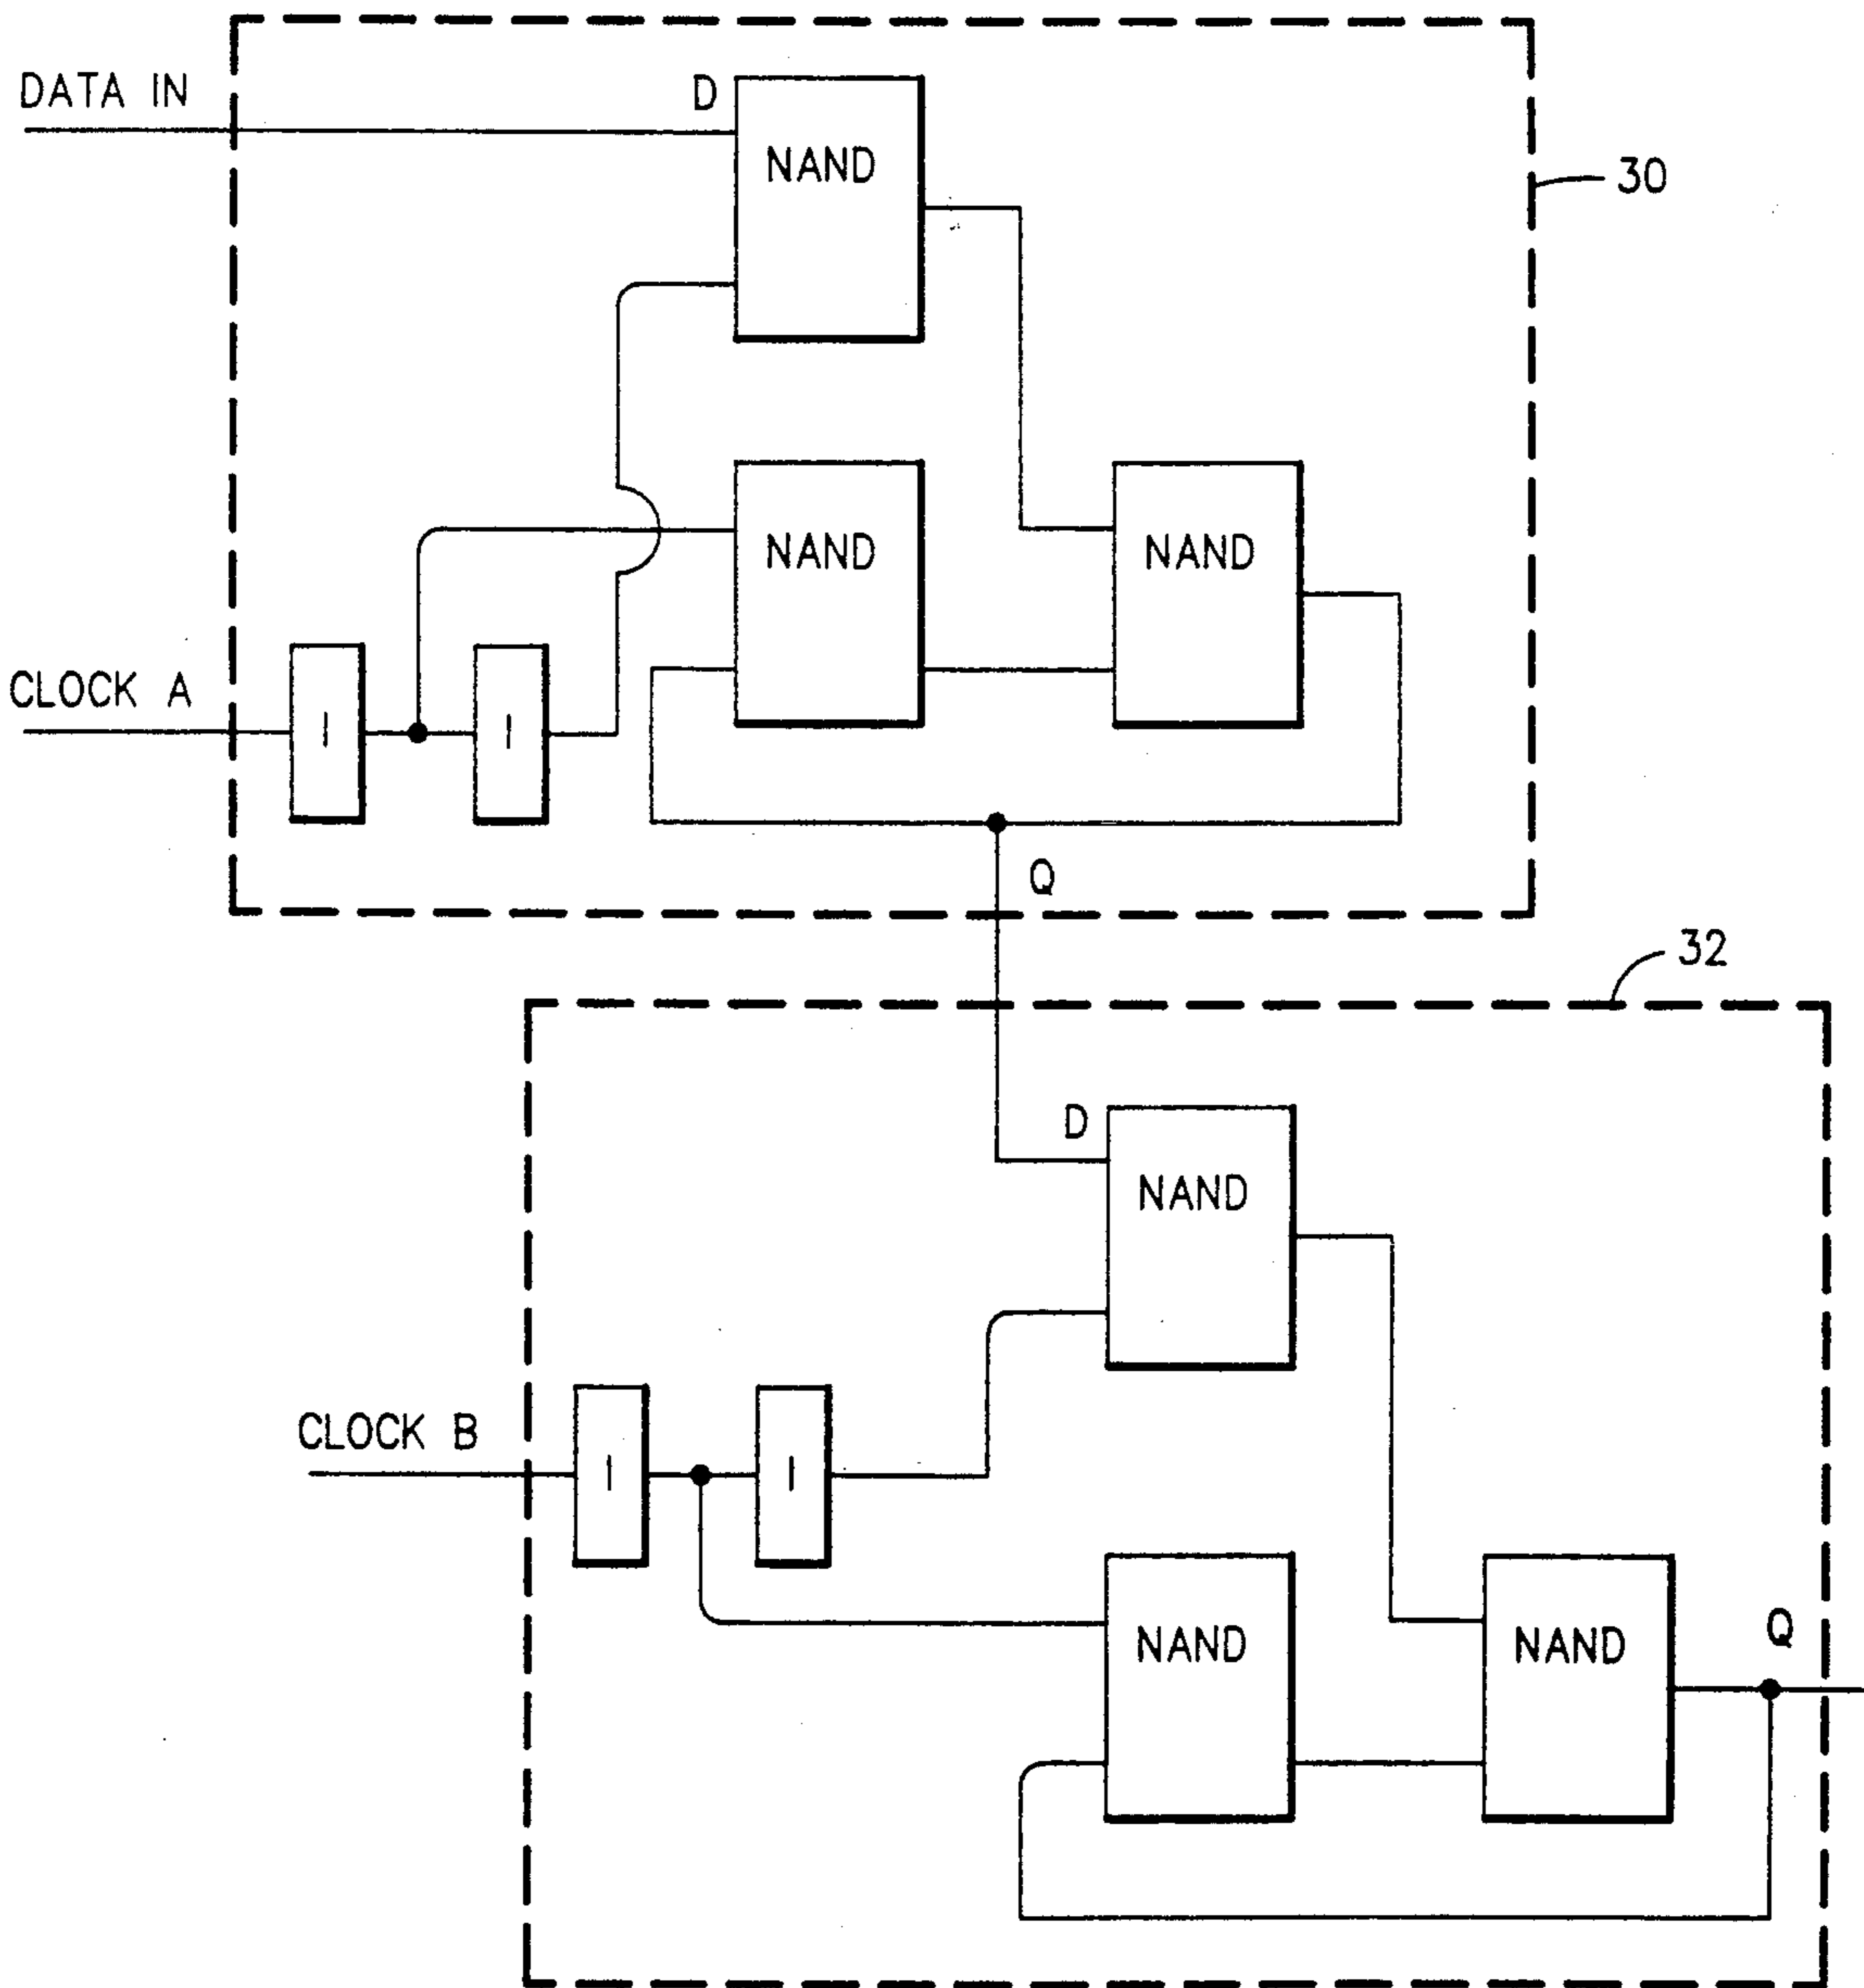 DATA IN
D
NAND
30
NAND
NAND
CLOCK A
I
I
Q
32
D
NAND
CLOCK B
I
I
NAND
NAND
Q